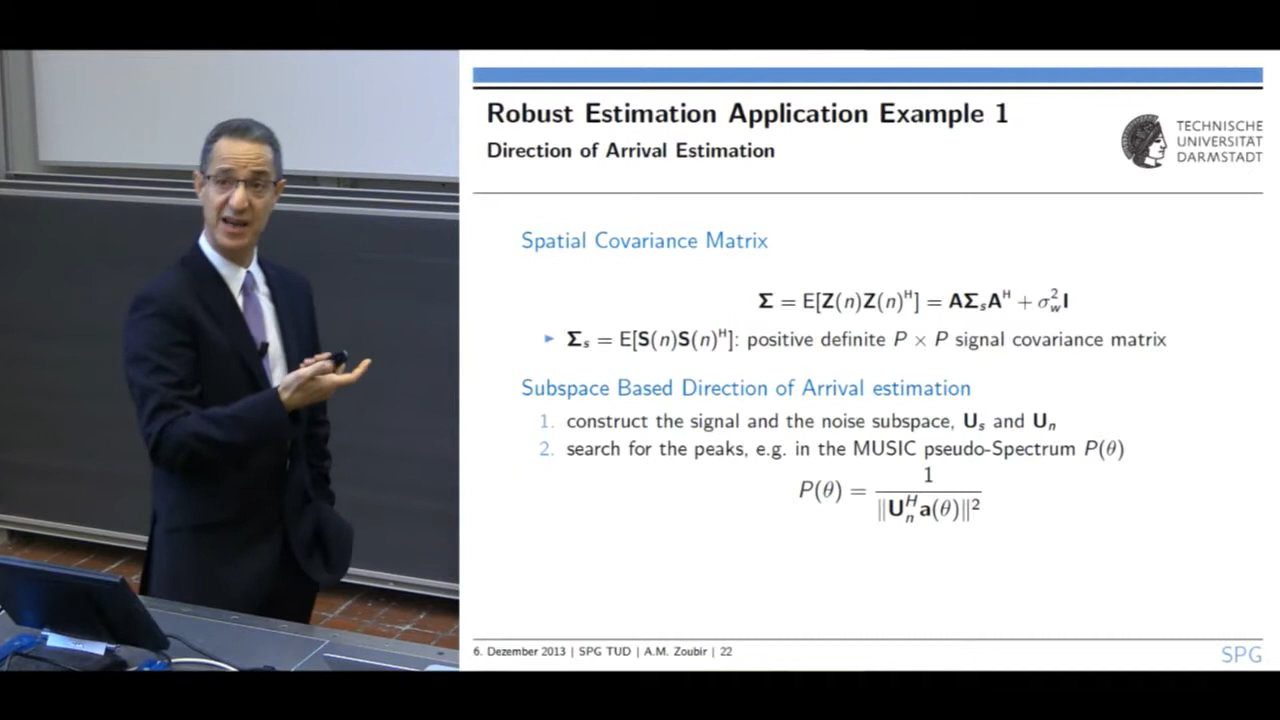 Robust Estimation Application Example 1
Direction of Arrival Estimation
TECHNISCHE
UNIVERSITÄT
DARMSTADT
Spatial Covariance Matrix
Σ = E[Z(n)Z(n)ᴴ] = AΣₛAᴴ + σ_w² I
▸ Σₛ = E[S(n)S(n)ᴴ]: positive definite P × P signal covariance matrix
Subspace Based Direction of Arrival estimation
1. construct the signal and the noise subspace, Uₛ and Uₙ
2. search for the peaks, e.g. in the MUSIC pseudo-Spectrum P(θ)
P(θ) = 1 / ‖Uₙᴴa(θ)‖²
6. Dezember 2013 | SPG TUD | A.M. Zoubir | 22
SPG